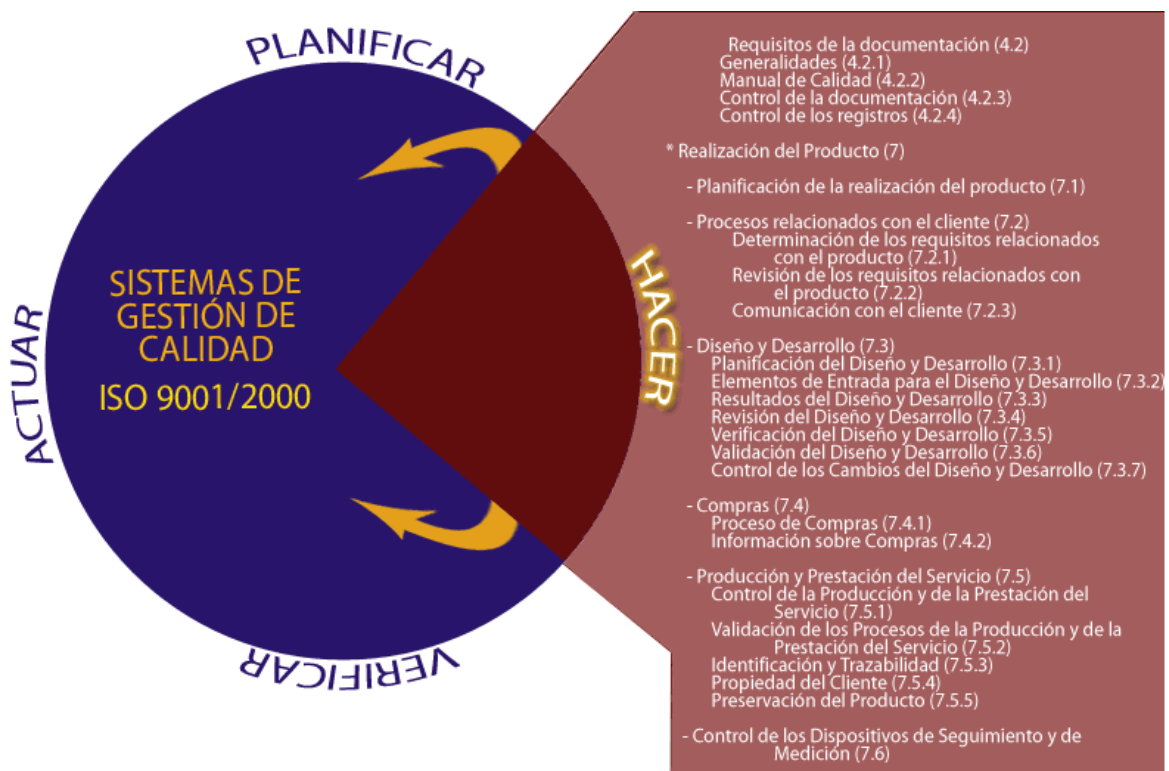 PLANIFICAR
ACTUAR
SISTEMAS DE
GESTIÓN DE
CALIDAD
ISO 9001/2000
HACER
VERIFICAR
Requisitos de la documentación (4.2)
Generalidades (4.2.1)
Manual de Calidad (4.2.2)
Control de la documentación (4.2.3)
Control de los registros (4.2.4)
* Realización del Producto (7)
- Planificación de la realización del producto (7.1)
- Procesos relacionados con el cliente (7.2)
Determinación de los requisitos relacionados
con el producto (7.2.1)
Revisión de los requisitos relacionados con
el producto (7.2.2)
Comunicación con el cliente (7.2.3)
- Diseño y Desarrollo (7.3)
Planificación del Diseño y Desarrollo (7.3.1)
Elementos de Entrada para el Diseño y Desarrollo (7.3.2)
Resultados del Diseño y Desarrollo (7.3.3)
Revisión del Diseño y Desarrollo (7.3.4)
Verificación del Diseño y Desarrollo (7.3.5)
Validación del Diseño y Desarrollo (7.3.6)
Control de los Cambios del Diseño y Desarrollo (7.3.7)
- Compras (7.4)
Proceso de Compras (7.4.1)
Información sobre Compras (7.4.2)
- Producción y Prestación del Servicio (7.5)
Control de la Producción y de la Prestación del
Servicio (7.5.1)
Validación de los Procesos de la Producción y de la
Prestación del Servicio (7.5.2)
Identificación y Trazabilidad (7.5.3)
Propiedad del Cliente (7.5.4)
Preservación del Producto (7.5.5)
- Control de los Dispositivos de Seguimiento y de
Medición (7.6)